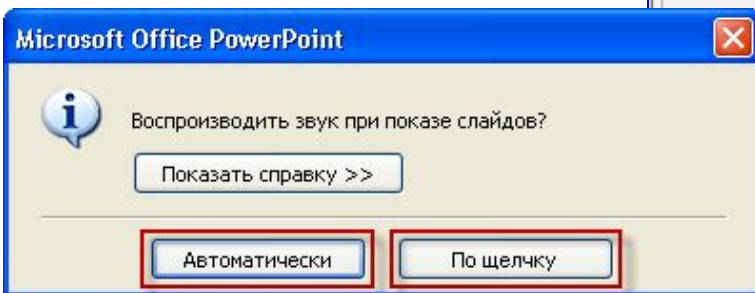 Microsoft Office PowerPoint
Воспроизводить звук при показе слайдов?
Показать справку >>
Автоматически
По щелчку